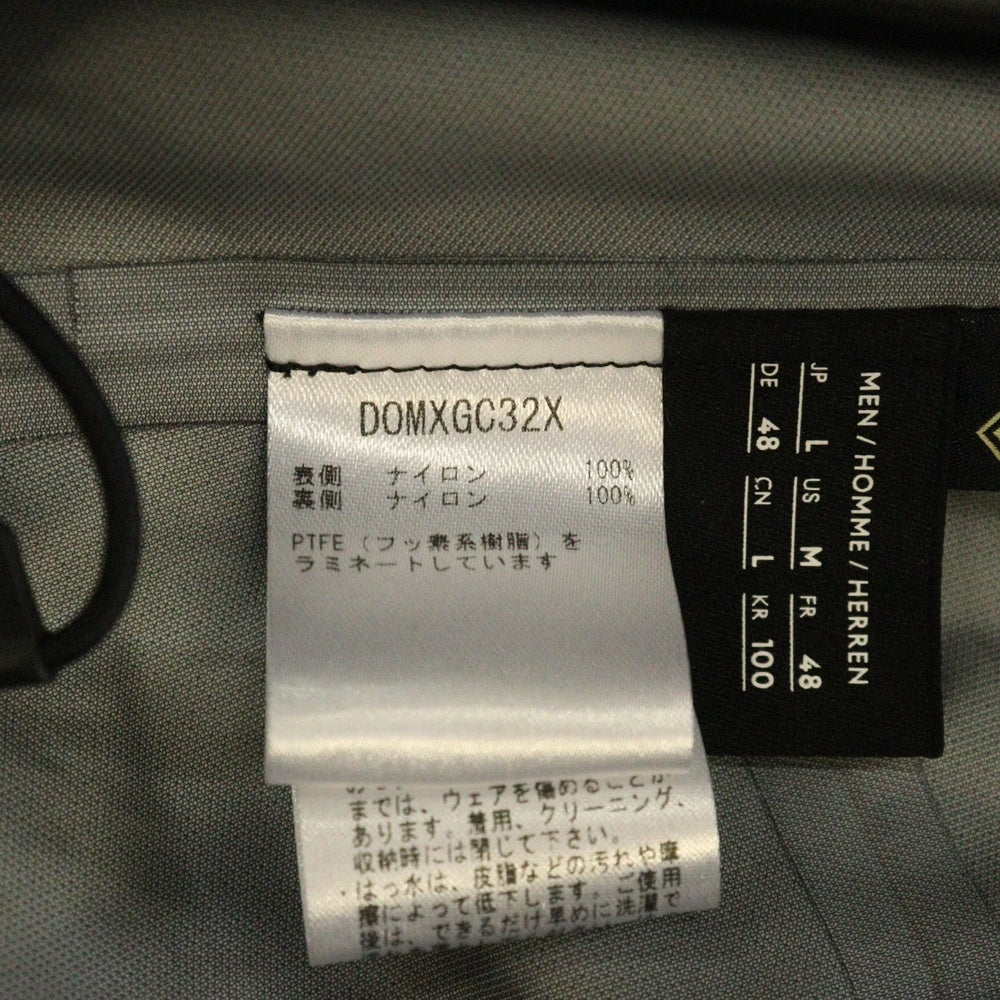 DOMXGC32X
表側 ナイロン 100%
裏側 ナイロン 100%
PTFE（フッ素系樹脂）を
ラミネートしています
MEN / HOMME / HERREN
JP L US M FR 48
DE 48 CN L KR 100
までは、ウェアを傷めることが
あります。着用、クリーニング、
収納時には閉じて下さい。
・はっ水は、皮脂などの汚れや摩
擦によって低下します。ご使用
後は、できるだけ早めに洗濯で